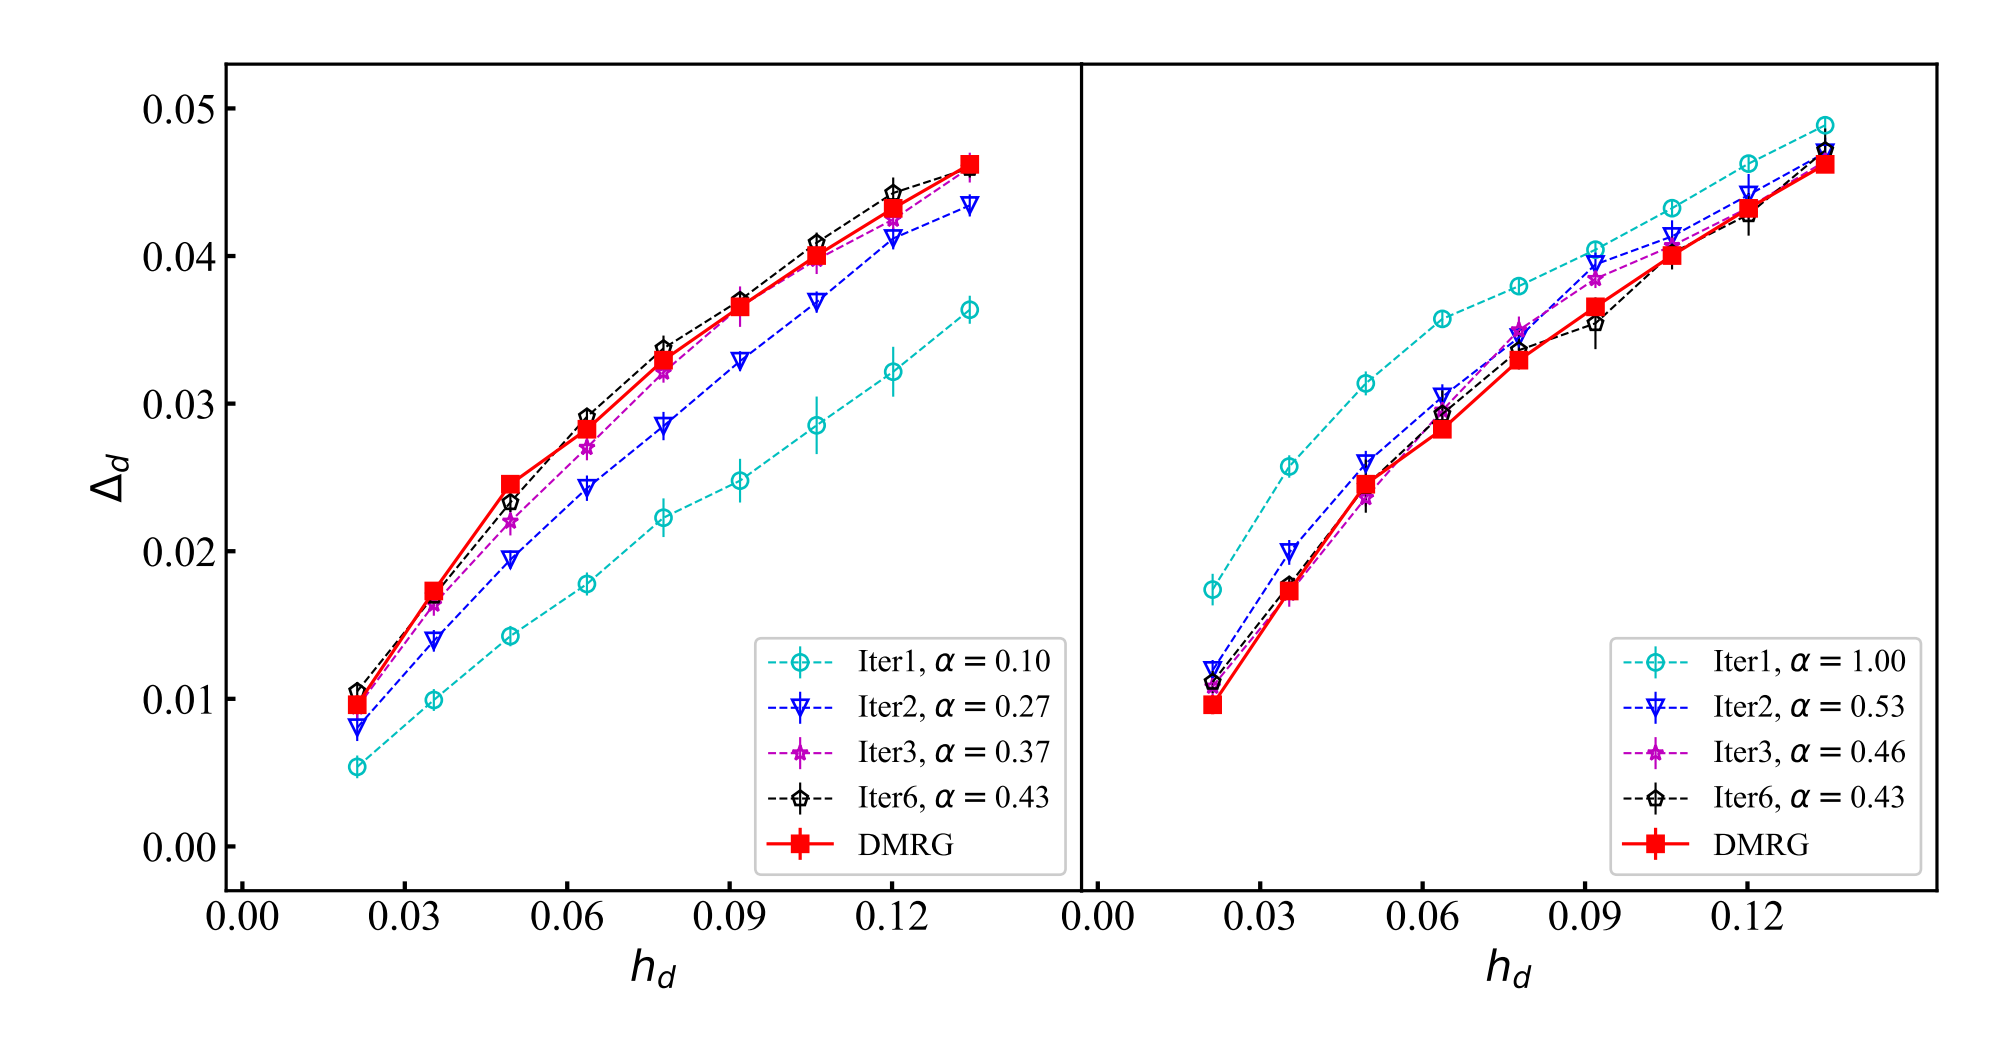 0.05
0.04
0.03
0.02
0.01
0.00
Δd
Iter1, α = 0.10
Iter2, α = 0.27
Iter3, α = 0.37
Iter6, α = 0.43
DMRG
0.00 0.03 0.06 0.09 0.12
hd
Iter1, α = 1.00
Iter2, α = 0.53
Iter3, α = 0.46
Iter6, α = 0.43
DMRG
0.00 0.03 0.06 0.09 0.12
hd